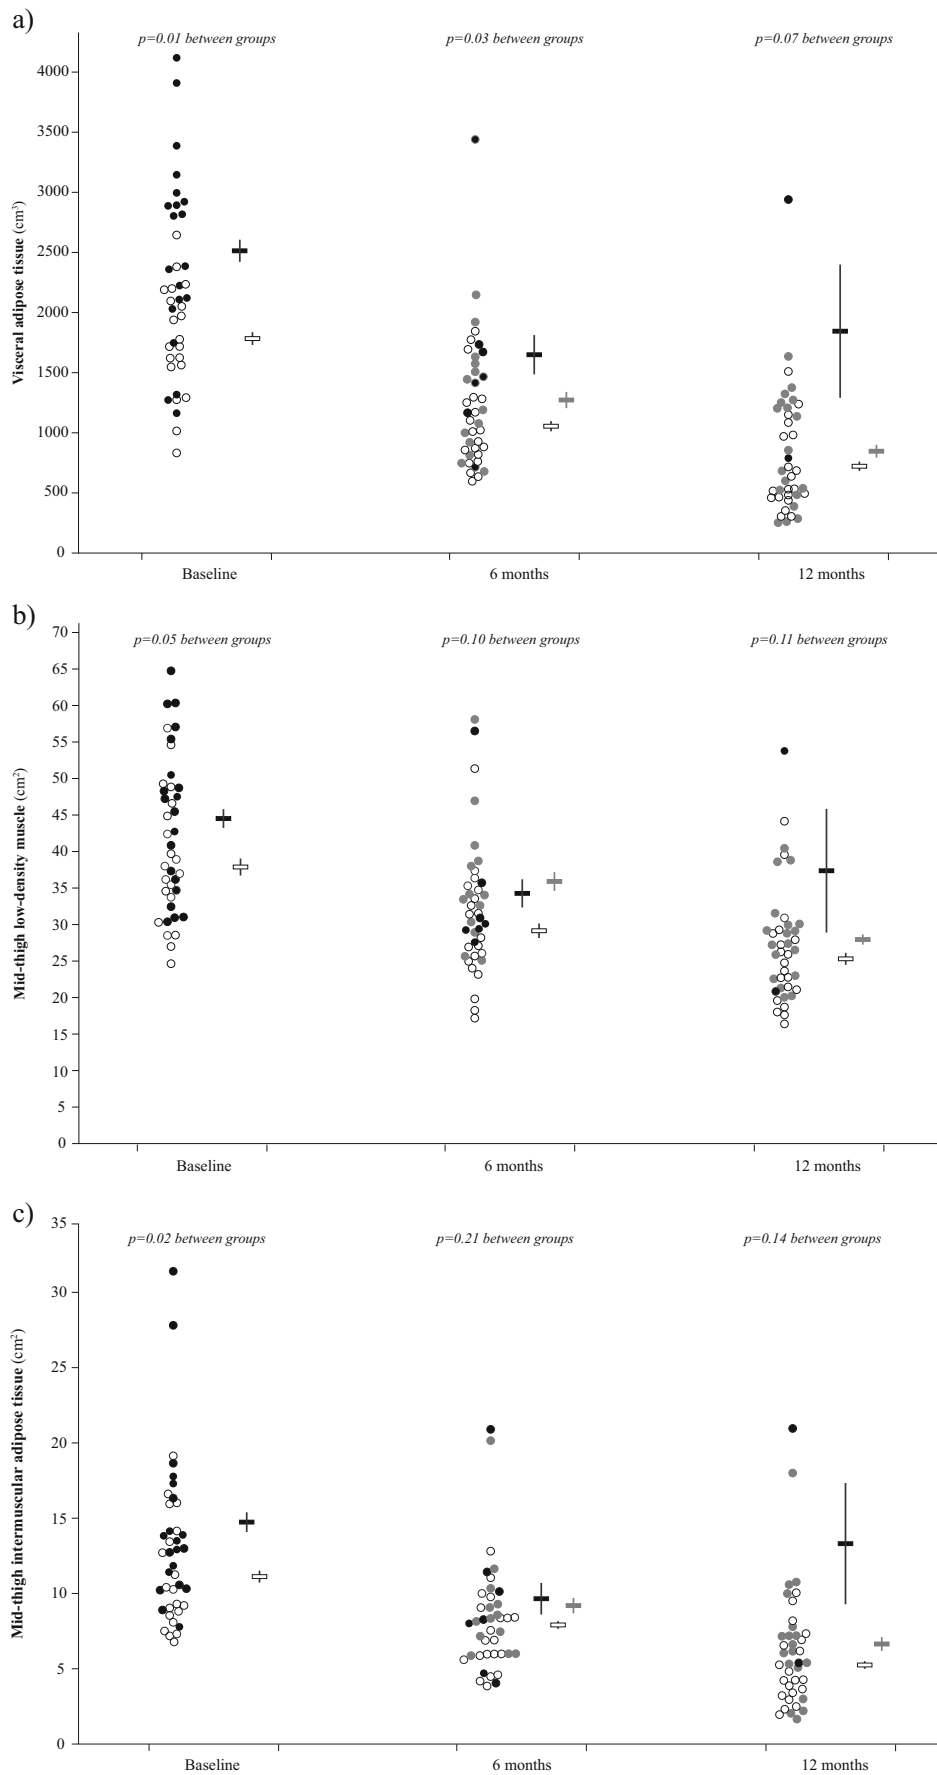 a)
p=0.01 between groups
p=0.03 between groups
p=0.07 between groups
4000
3500
3000
2500
2000
1500
1000
500
0
Visceral adipose tissue (cm³)
Baseline
6 months
12 months
b)
p=0.05 between groups
p=0.10 between groups
p=0.11 between groups
70
65
60
55
50
45
40
35
30
25
20
15
10
5
0
Mid-thigh low-density muscle (cm²)
Baseline
6 months
12 months
c)
p=0.02 between groups
p=0.21 between groups
p=0.14 between groups
35
30
25
20
15
10
5
0
Mid-thigh intermuscular adipose tissue (cm²)
Baseline
6 months
12 months